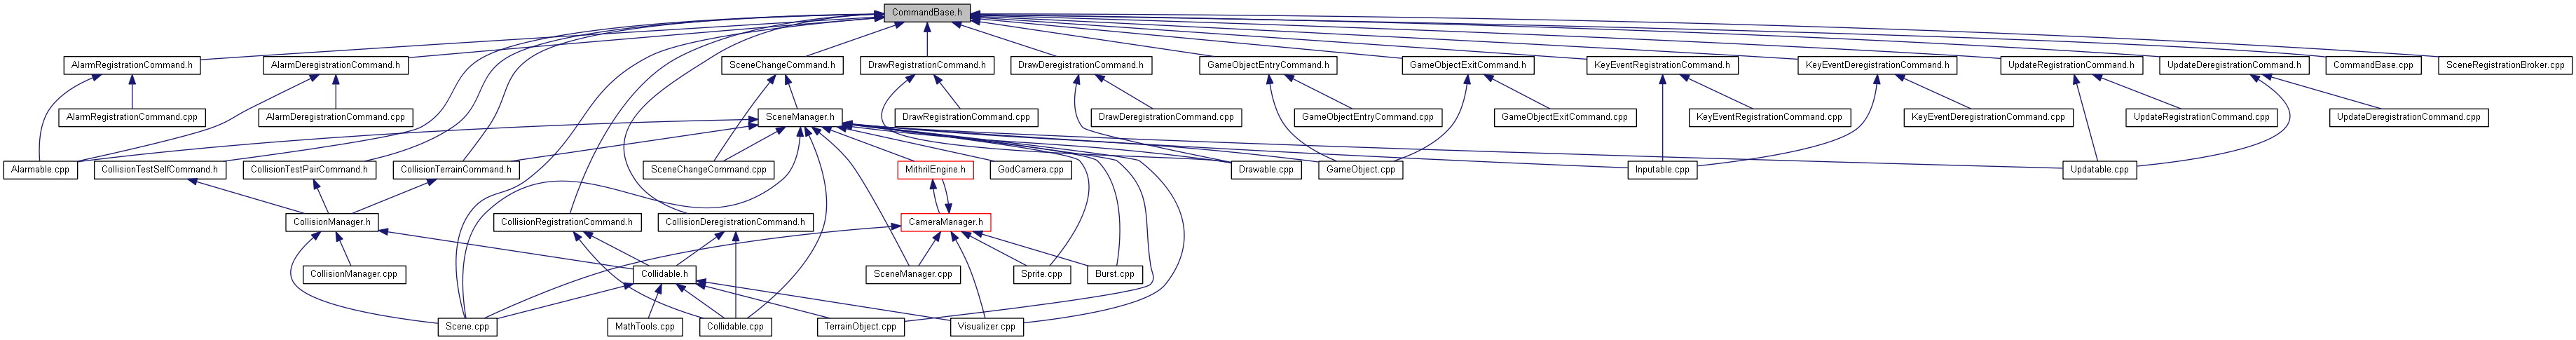 CommandBase.h
AlarmRegistrationCommand.h
AlarmDeregistrationCommand.h
SceneChangeCommand.h
DrawRegistrationCommand.h
DrawDeregistrationCommand.h
GameObjectEntryCommand.h
GameObjectExitCommand.h
KeyEventRegistrationCommand.h
KeyEventDeregistrationCommand.h
UpdateRegistrationCommand.h
UpdateDeregistrationCommand.h
CommandBase.cpp
SceneRegistrationBroker.cpp
AlarmRegistrationCommand.cpp
AlarmDeregistrationCommand.cpp
SceneManager.h
DrawRegistrationCommand.cpp
DrawDeregistrationCommand.cpp
GameObjectEntryCommand.cpp
GameObjectExitCommand.cpp
KeyEventRegistrationCommand.cpp
KeyEventDeregistrationCommand.cpp
UpdateRegistrationCommand.cpp
UpdateDeregistrationCommand.cpp
Alarmable.cpp
CollisionTestSelfCommand.h
CollisionTestPairCommand.h
CollisionTerrainCommand.h
SceneChangeCommand.cpp
MithrilEngine.h
GodCamera.cpp
Drawable.cpp
GameObject.cpp
Inputable.cpp
Updatable.cpp
CollisionManager.h
CollisionRegistrationCommand.h
CollisionDeregistrationCommand.h
CameraManager.h
CollisionManager.cpp
Collidable.h
SceneManager.cpp
Sprite.cpp
Burst.cpp
Scene.cpp
MathTools.cpp
Collidable.cpp
TerrainObject.cpp
Visualizer.cpp